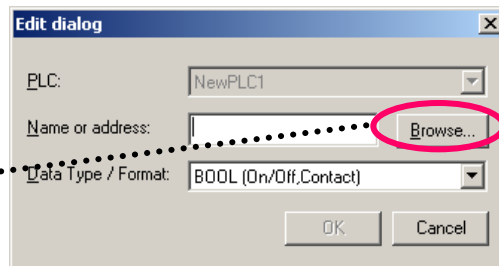 Edit dialog
PLC: NewPLC1
Name or address: Browse...
Data Type / Format: BOOL (On/Off,Contact)
OK Cancel